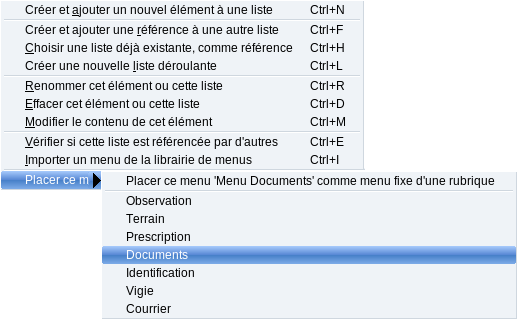 Créer et ajouter un nouvel élément à une liste Ctrl+N
Créer et ajouter une référence à une autre liste Ctrl+F
Choisir une liste déjà existante, comme référence Ctrl+H
Créer une nouvelle liste déroulante Ctrl+L
Renommer cet élément ou cette liste Ctrl+R
Effacer cet élément ou cette liste Ctrl+D
Modifier le contenu de cet élément Ctrl+M
Vérifier si cette liste est référencée par d'autres Ctrl+E
Importer un menu de la librairie de menus Ctrl+I
Placer ce m
Placer ce menu 'Menu Documents' comme menu fixe d'une rubrique
Observation
Terrain
Prescription
Documents
Identification
Vigie
Courrier